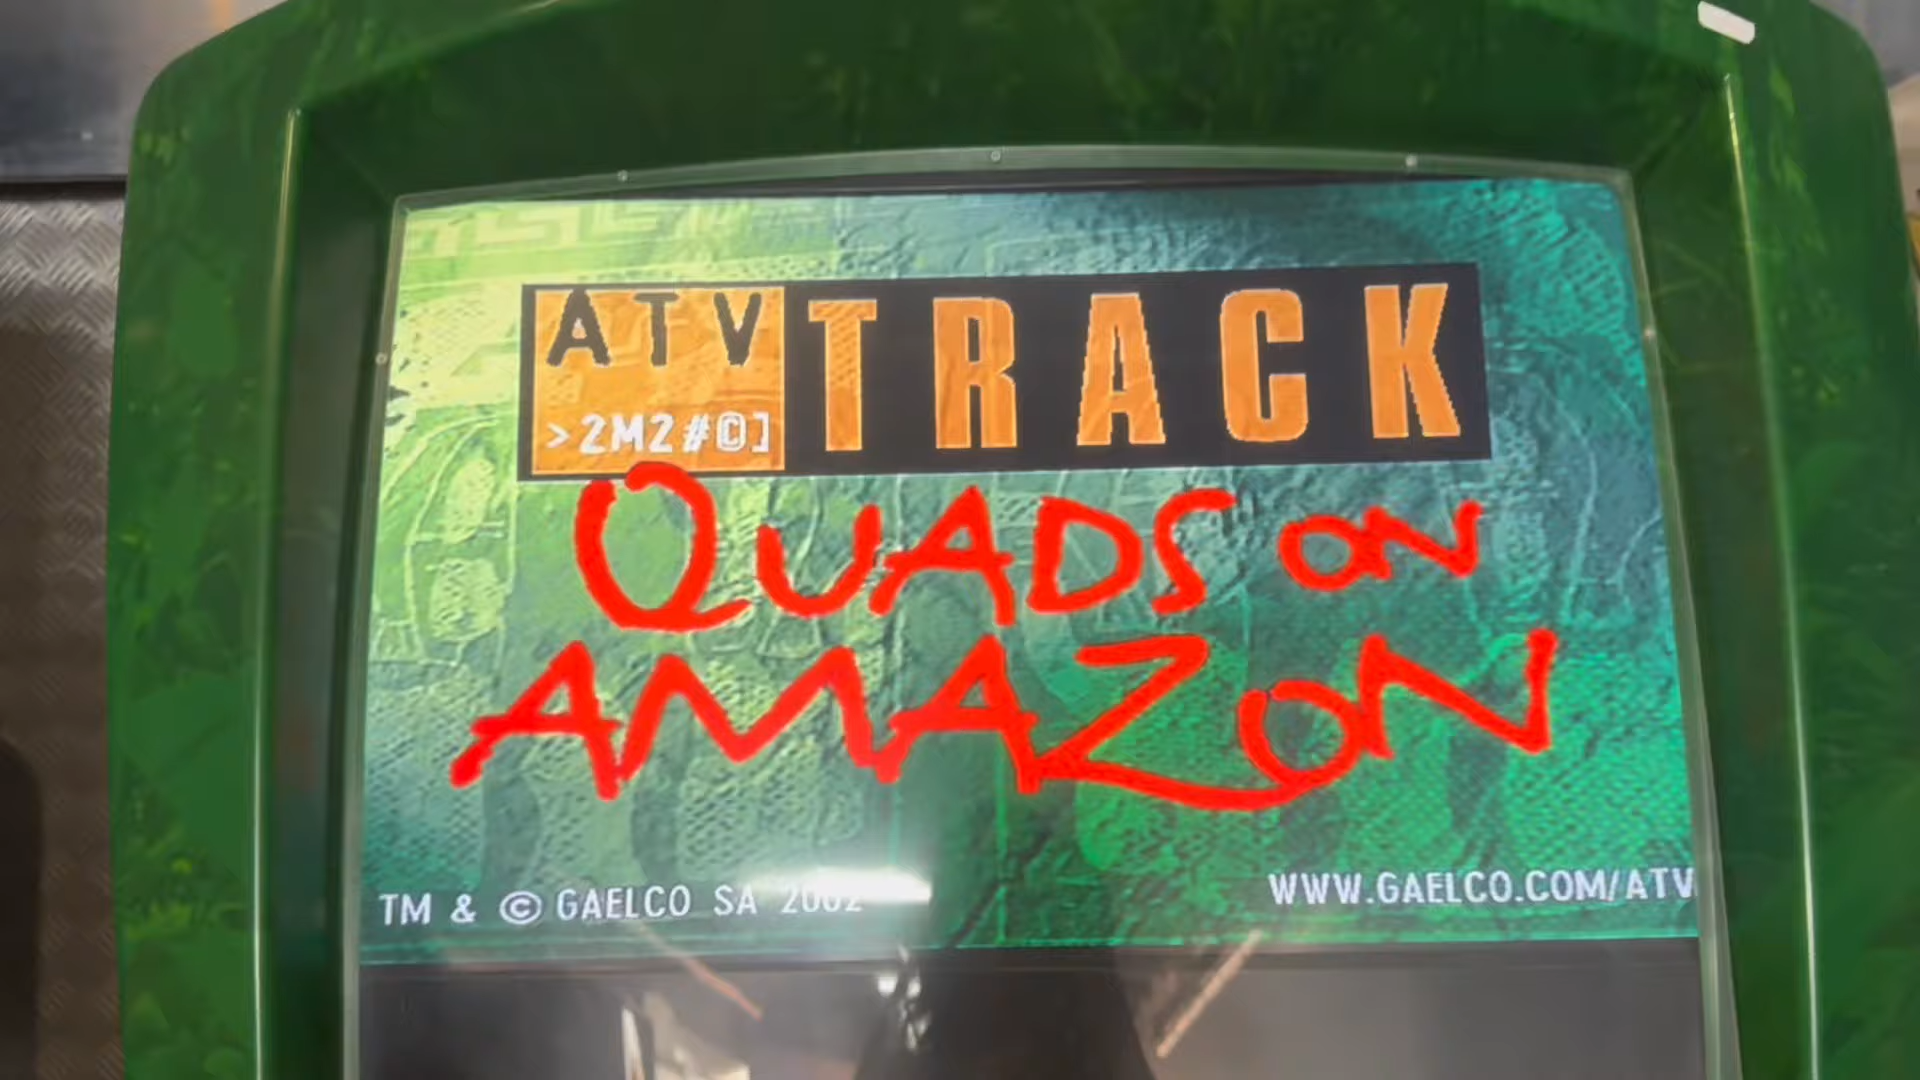 ATV TRACK
>2M2#©]
QUADS ON
AMAZON
TM & © GAELCO SA 2002
WWW.GAELCO.COM/ATV